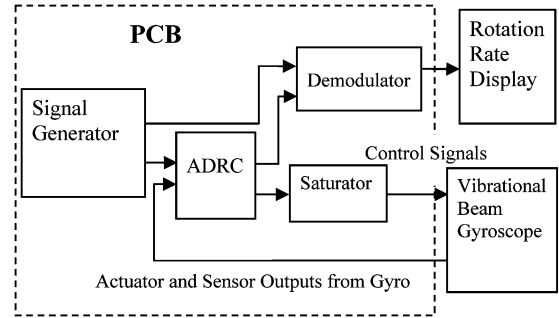 PCB
Signal
Generator
Demodulator
Rotation
Rate
Display
ADRC
Saturator
Control Signals
Vibrational
Beam
Gyroscope
Actuator and Sensor Outputs from Gyro